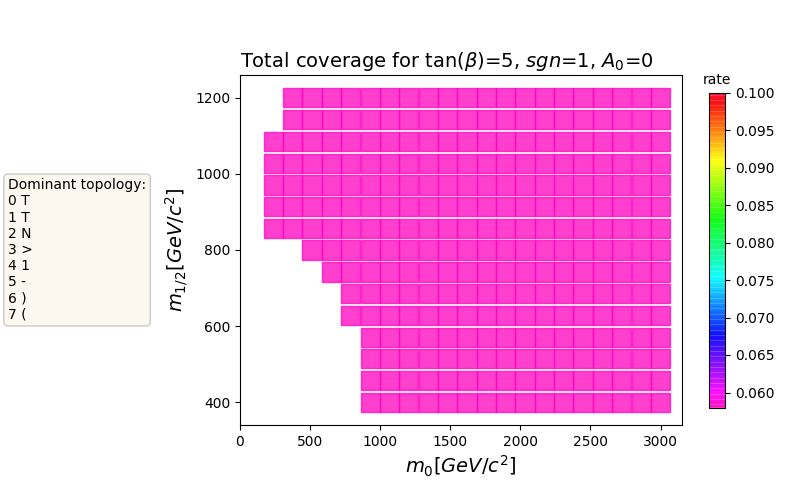 Total coverage for tan(β)=5, sgn=1, A₀=0
rate
Dominant topology:
0 T
1 T
2 N
3 >
4 1
5 -
6 )
7 (
m₁/₂[GeV/c²]
1200
1000
800
600
400
0 500 1000 1500 2000 2500 3000
m₀[GeV/c²]
0.100
0.095
0.090
0.085
0.080
0.075
0.070
0.065
0.060